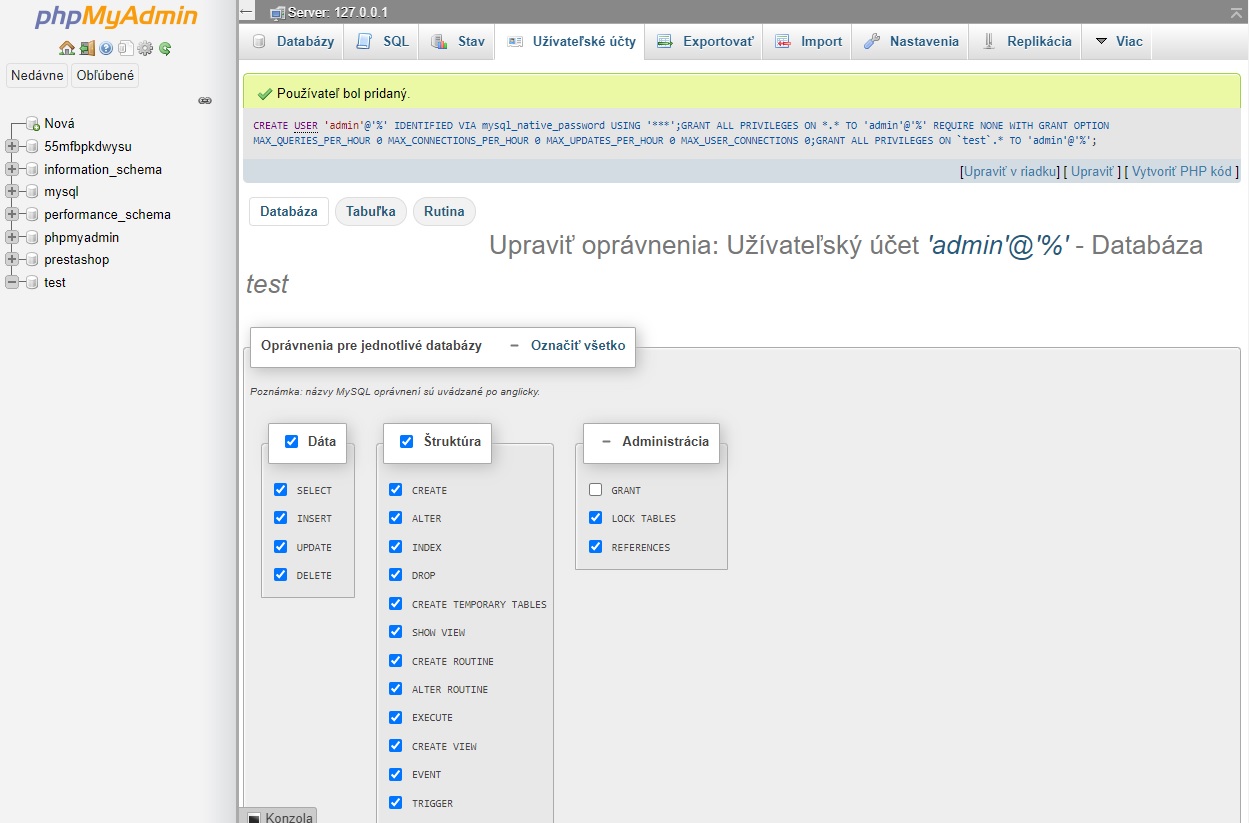 phpMyAdmin
Nedávne
Obľúbené
Nová
55mfbpkdwysu
information_schema
mysql
performance_schema
phpmyadmin
prestashop
test
Server: 127.0.0.1
Databázy SQL Stav Užívateľské účty Exportovať Import Nastavenia Replikácia Viac
Používateľ bol pridaný.
CREATE USER 'admin'@'%' IDENTIFIED VIA mysql_native_password USING '***';GRANT ALL PRIVILEGES ON *.* TO 'admin'@'%' REQUIRE NONE WITH GRANT OPTION
MAX_QUERIES_PER_HOUR 0 MAX_CONNECTIONS_PER_HOUR 0 MAX_UPDATES_PER_HOUR 0 MAX_USER_CONNECTIONS 0;GRANT ALL PRIVILEGES ON `test`.* TO 'admin'@'%';
[Upraviť v riadku] [ Upraviť ] [ Vytvoriť PHP kód ]
Databáza Tabuľka Rutina
Upraviť oprávnenia: Užívateľský účet 'admin'@'%' - Databáza
test
Oprávnenia pre jednotlivé databázy Označiť všetko
Poznámka: názvy MySQL oprávnení sú uvádzané po anglicky.
Dáta
SELECT
INSERT
UPDATE
DELETE
Štruktúra
CREATE
ALTER
INDEX
DROP
CREATE TEMPORARY TABLES
SHOW VIEW
CREATE ROUTINE
ALTER ROUTINE
EXECUTE
CREATE VIEW
EVENT
TRIGGER
Administrácia
GRANT
LOCK TABLES
REFERENCES
Konzola